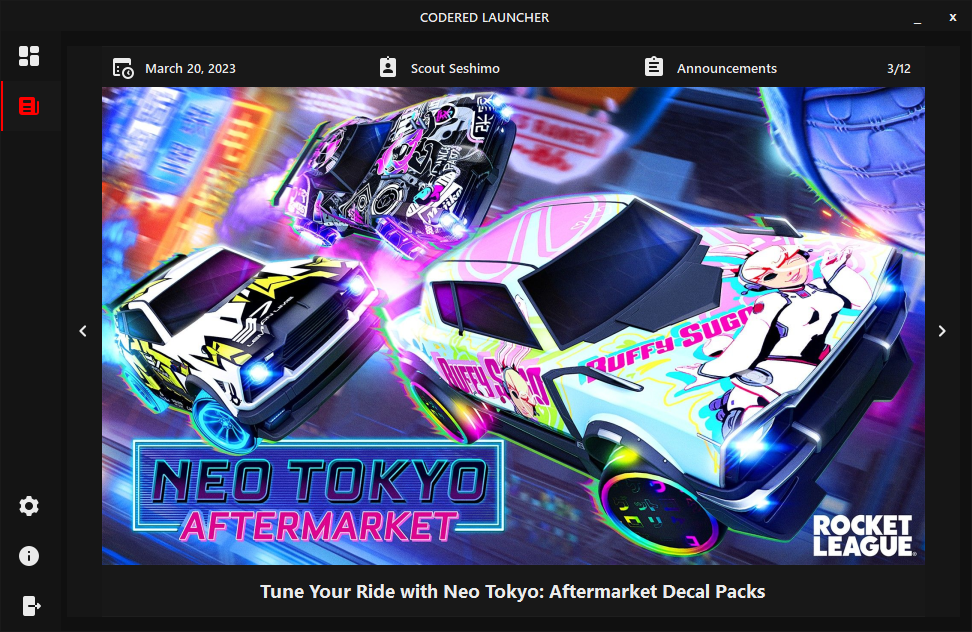 CODERED LAUNCHER
_ x
March 20, 2023
Scout Seshimo
Announcements
3/12
RUFFY SUGO
NEO TOKYO
AFTERMARKET
ROCKET
LEAGUE
Tune Your Ride with Neo Tokyo: Aftermarket Decal Packs